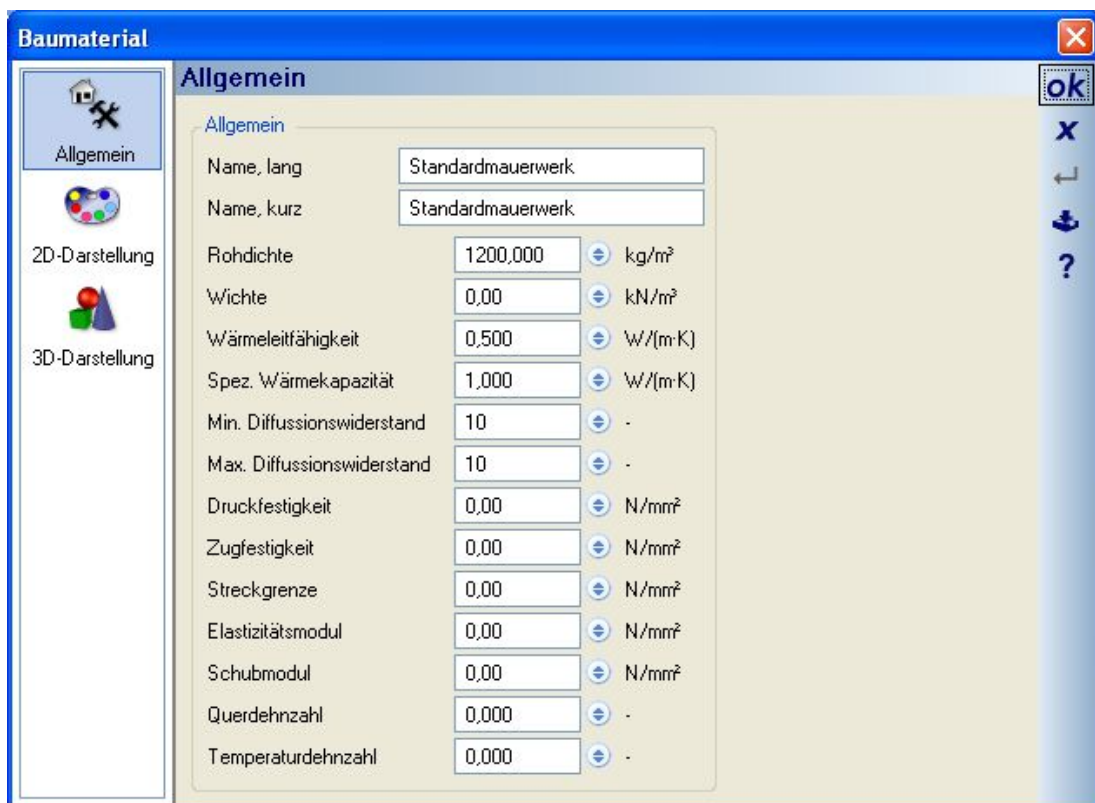 Baumaterial
Allgemein
2D-Darstellung
3D-Darstellung
Allgemein
Allgemein
Name, lang Standardmauerwerk
Name, kurz Standardmauerwerk
Rohdichte 1200,000 kg/m³
Wichte 0,00 kN/m³
Wärmeleitfähigkeit 0,500 W/(m·K)
Spez. Wärmekapazität 1,000 W/(m·K)
Min. Diffussionswiderstand 10 -
Max. Diffussionswiderstand 10 -
Druckfestigkeit 0,00 N/mm²
Zugfestigkeit 0,00 N/mm²
Streckgrenze 0,00 N/mm²
Elastizitätsmodul 0,00 N/mm²
Schubmodul 0,00 N/mm²
Querdehnzahl 0,000 -
Temperaturdehnzahl 0,000 -
ok
x
?